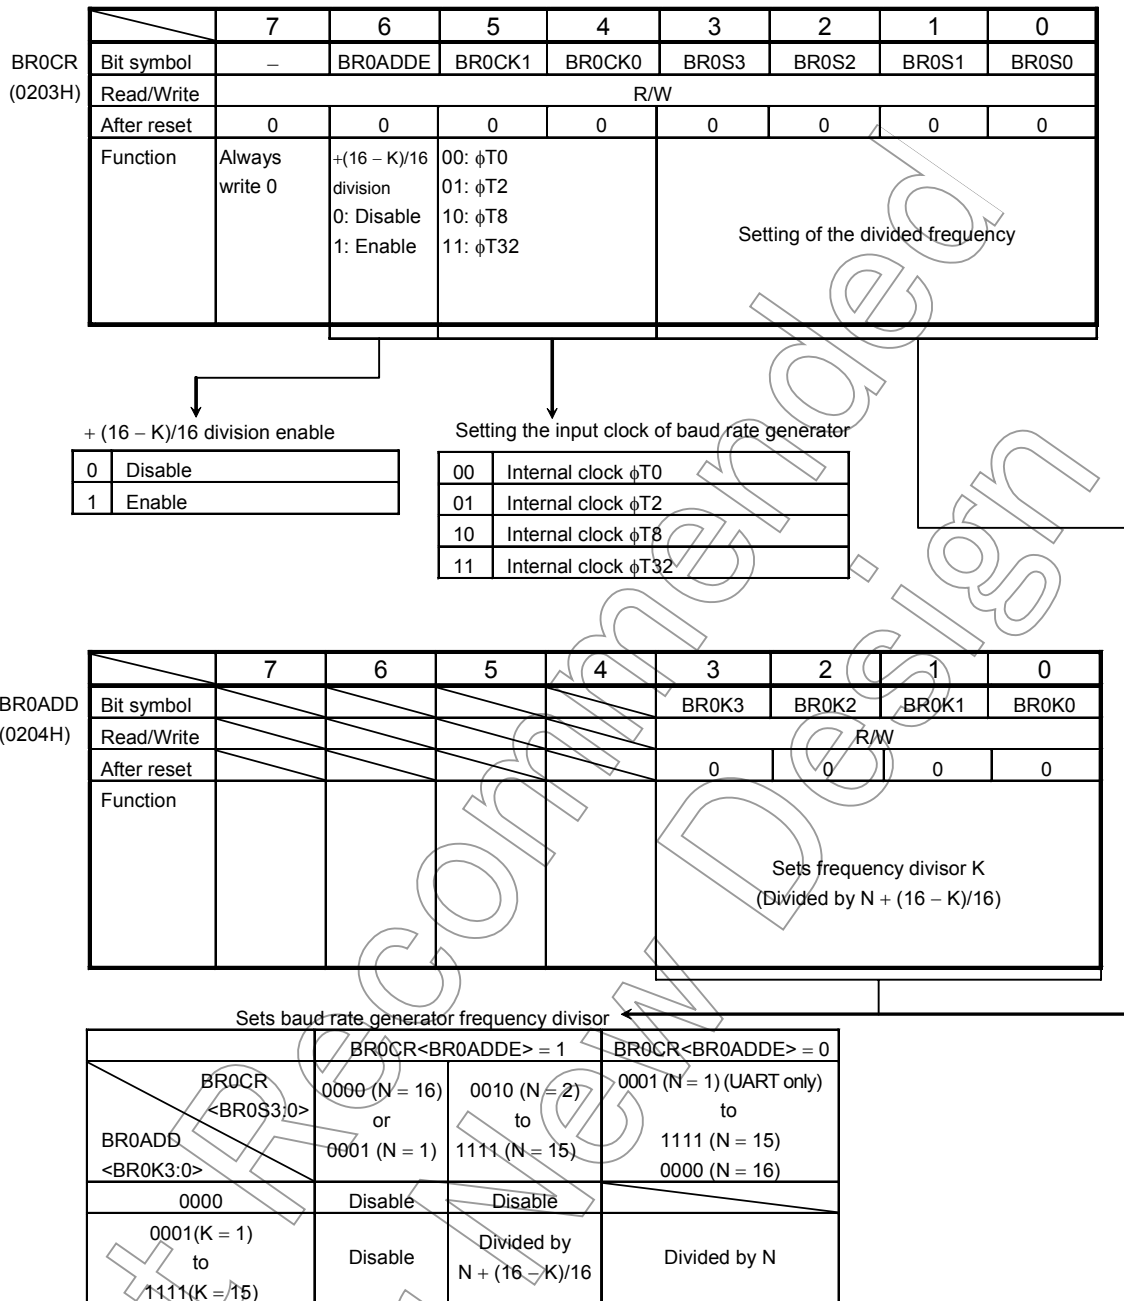 7 6 5 4 3 2 1 0
BR0CR Bit symbol – BR0ADDE BR0CK1 BR0CK0 BR0S3 BR0S2 BR0S1 BR0S0
(0203H) Read/Write R/W
After reset 0 0 0 0 0 0 0 0
Function Always +(16 – K)/16 00: ϕT0
write 0 division 01: ϕT2
0: Disable 10: ϕT8
1: Enable 11: ϕT32
Setting of the divided frequency
+ (16 – K)/16 division enable
0 Disable
1 Enable
Setting the input clock of baud rate generator
00 Internal clock ϕT0
01 Internal clock ϕT2
10 Internal clock ϕT8
11 Internal clock ϕT32
7 6 5 4 3 2 1 0
BR0ADD Bit symbol BR0K3 BR0K2 BR0K1 BR0K0
(0204H) Read/Write R/W
After reset 0 0 0 0
Function
Sets frequency divisor K
(Divided by N + (16 – K)/16)
Sets baud rate generator frequency divisor
BR0CR<BR0ADDE> = 1 BR0CR<BR0ADDE> = 0
BR0CR
<BR0S3:0>
BR0ADD
<BR0K3:0>
0000 (N = 16)
or
0001 (N = 1)
0010 (N = 2)
to
1111 (N = 15)
0001 (N = 1) (UART only)
to
1111 (N = 15)
0000 (N = 16)
0000 Disable Disable
0001(K = 1)
to
1111(K = 15)
Disable
Divided by
N + (16 – K)/16
Divided by N
Recommended
New Design